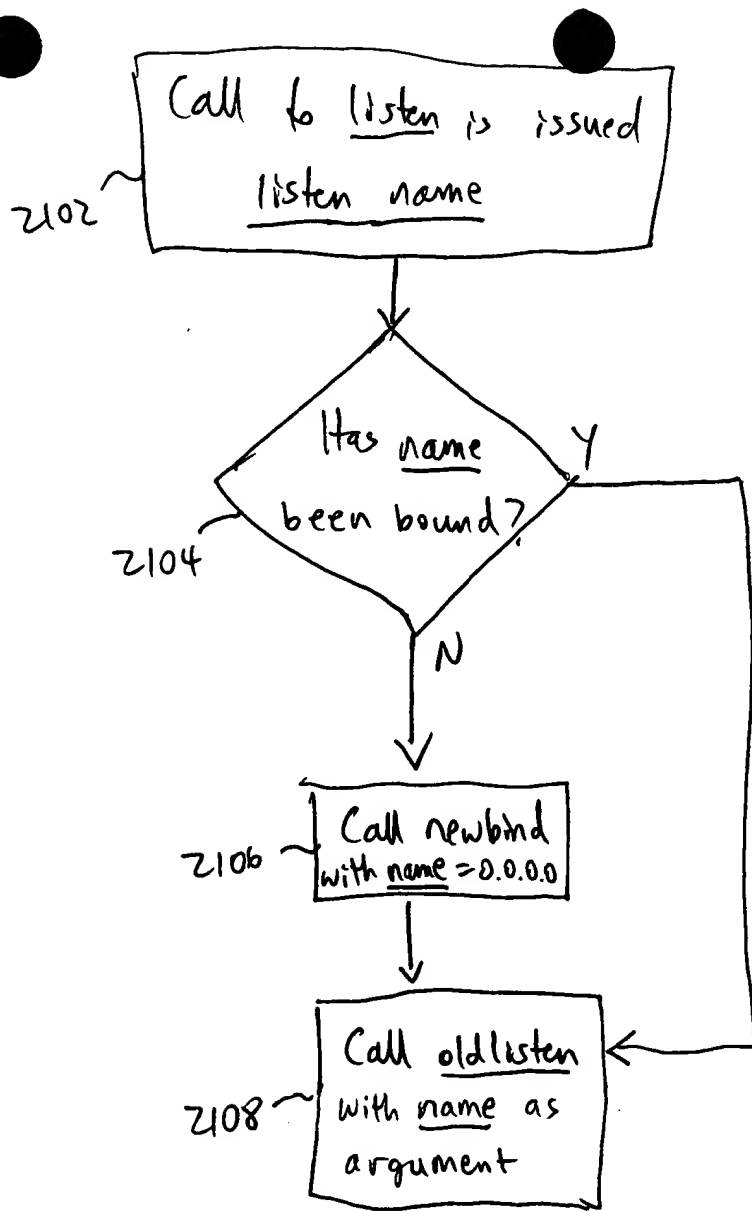 Call to listen is issued
listen name
2102
Has name
been bound?
Y
2104
N
Call newbind
with name = 0.0.0.0
2106
Call oldlisten
with name as
argument
2108